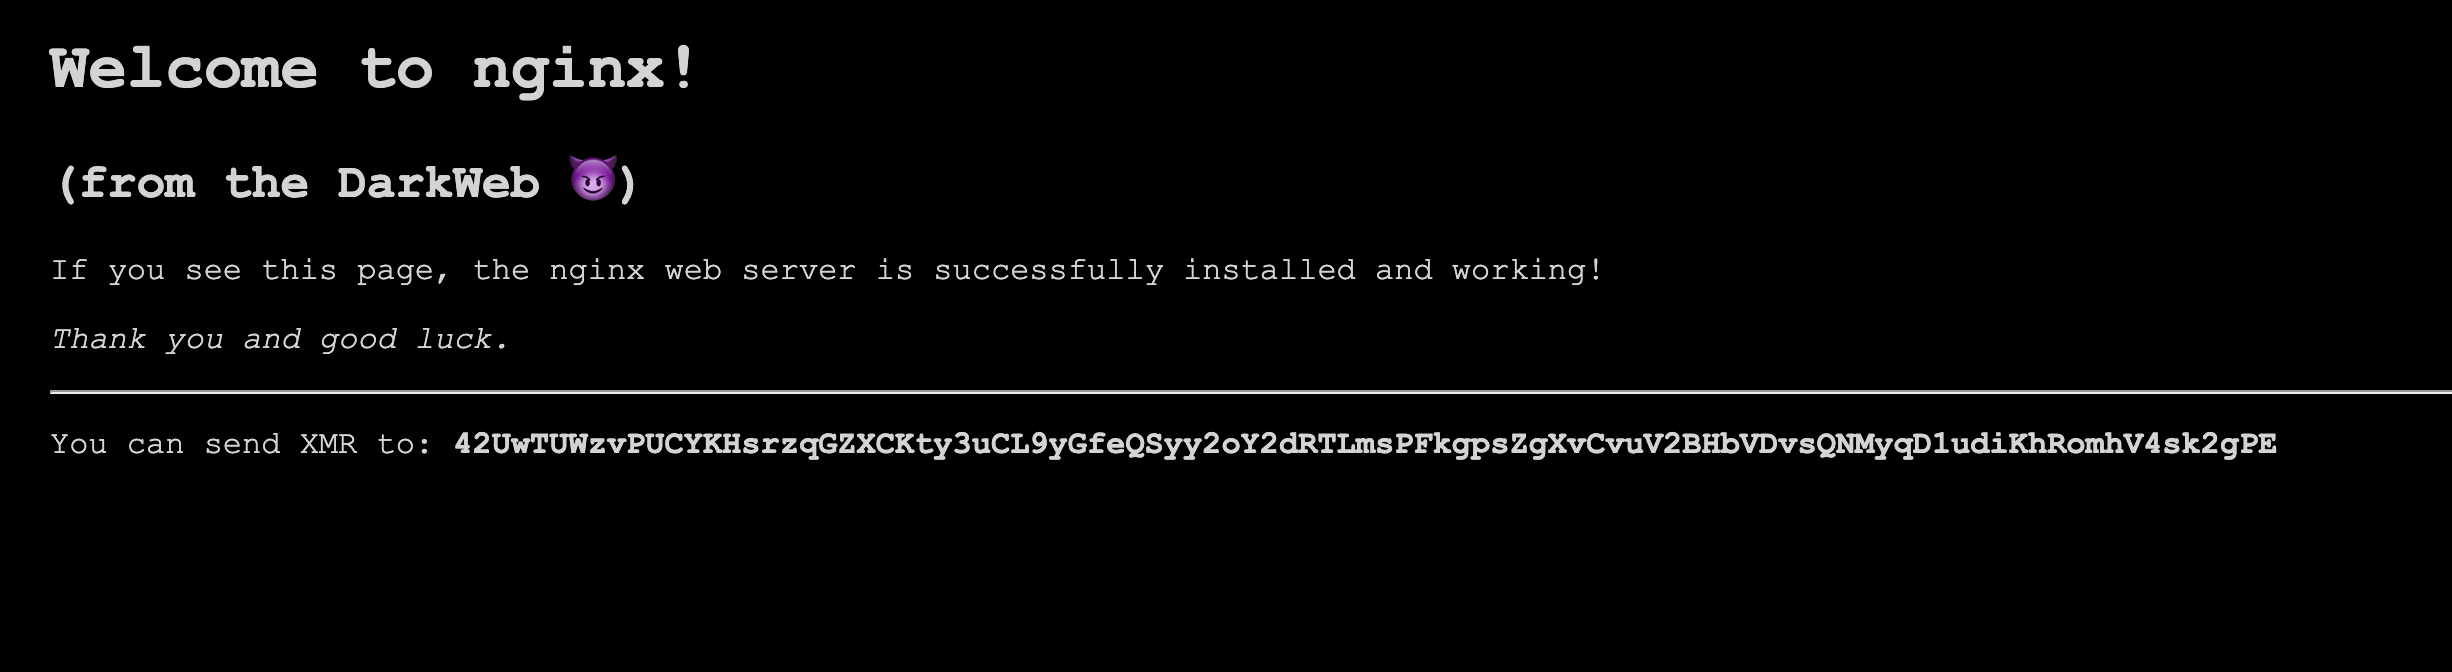 Welcome to nginx!
(from the DarkWeb 😈)
If you see this page, the nginx web server is successfully installed and working!
Thank you and good luck.
You can send XMR to: 42UwTUWzvPUCYKHsrzqGZXCKty3uCL9yGfeQSyy2oY2dRTLmsPFkgpsZgXvCvuV2BHbVDvsQNMyqD1udiKhRomhV4sk2gPE